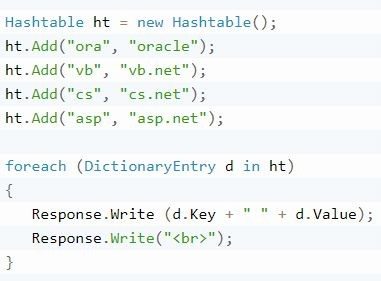 Hashtable ht = new Hashtable();
ht.Add("ora", "oracle");
ht.Add("vb", "vb.net");
ht.Add("cs", "cs.net");
ht.Add("asp", "asp.net");
foreach (DictionaryEntry d in ht)
{
Response.Write (d.Key + " " + d.Value);
Response.Write("<br>");
}